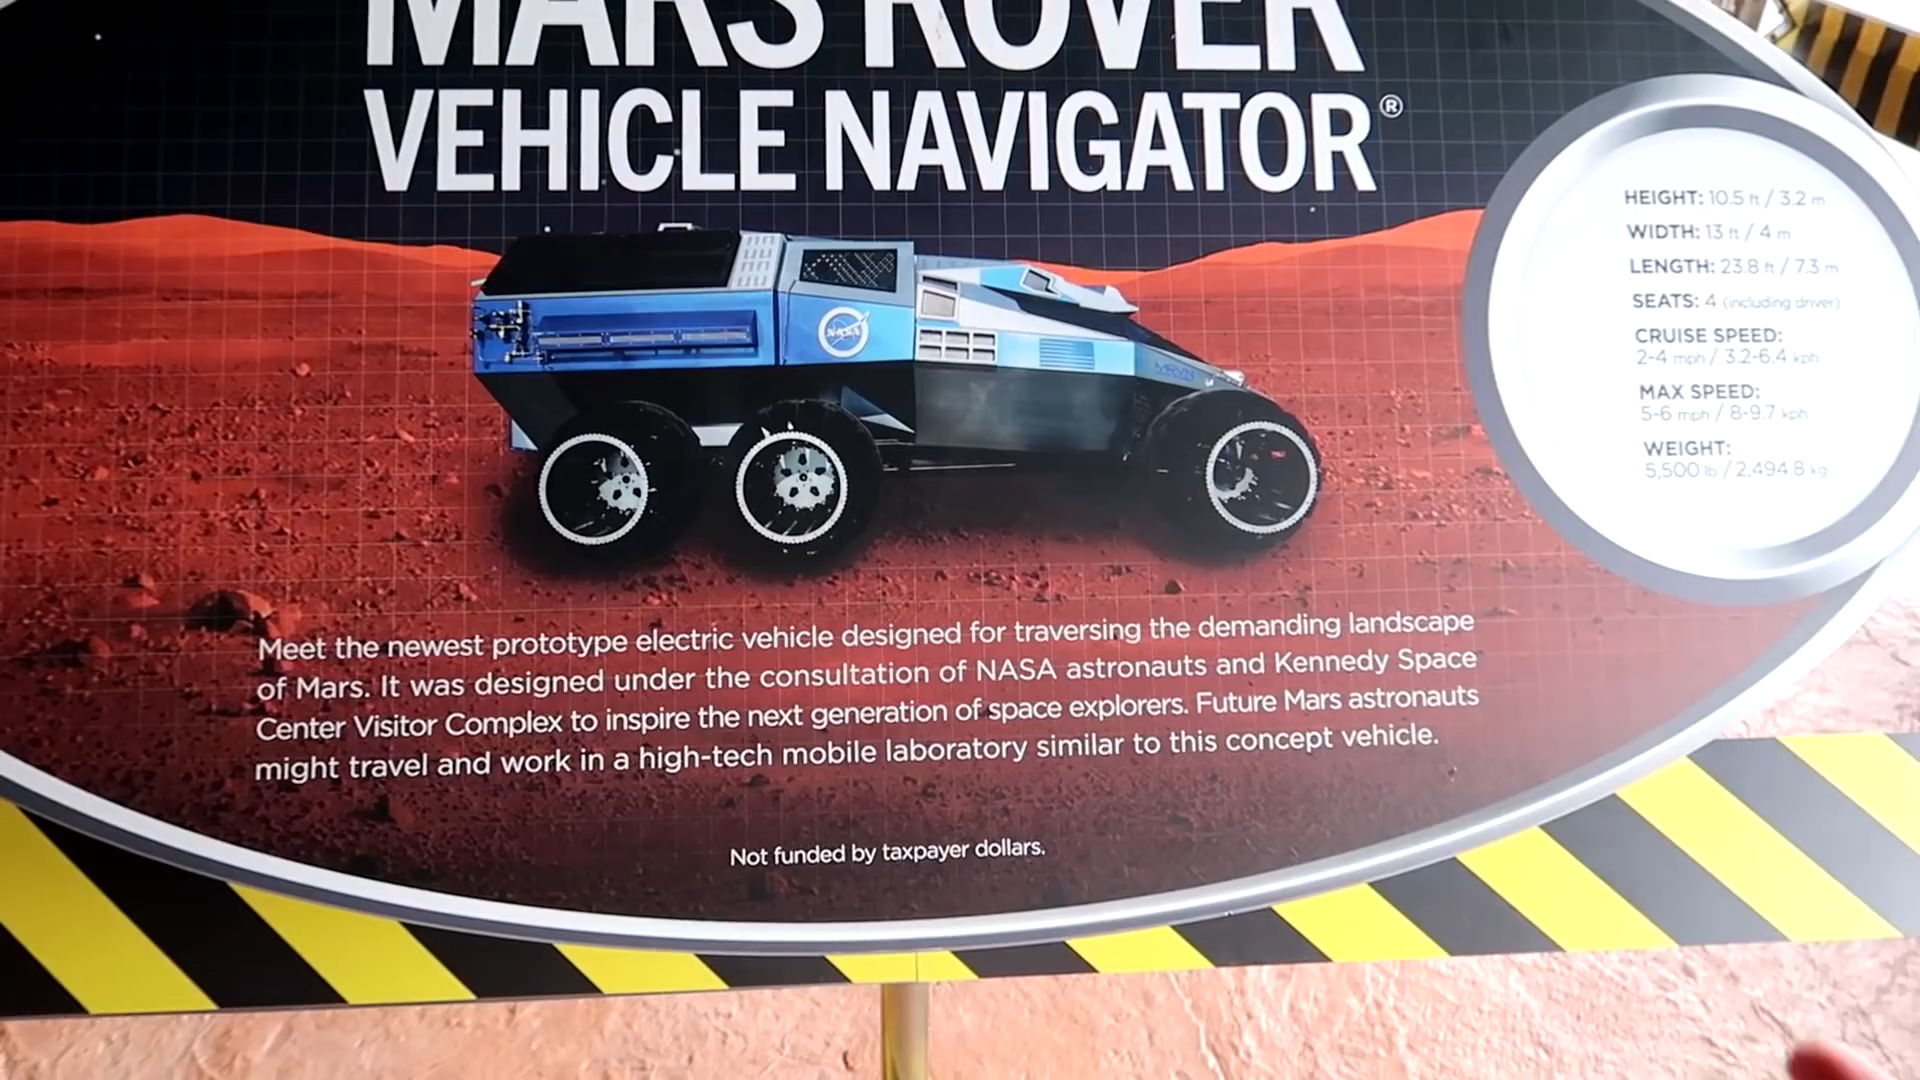 MARS ROVER
VEHICLE NAVIGATOR®
HEIGHT: 10.5 ft / 3.2 m
WIDTH: 13 ft / 4 m
LENGTH: 23.8 ft / 7.3 m
SEATS: 4 (including driver)
CRUISE SPEED:
2-4 mph / 3.2-6.4 kph
MAX SPEED:
5-6 mph / 8-9.7 kph
WEIGHT:
5,500 lb / 2,494.8 kg
NASA
MRVN
Meet the newest prototype electric vehicle designed for traversing the demanding landscape
of Mars. It was designed under the consultation of NASA astronauts and Kennedy Space
Center Visitor Complex to inspire the next generation of space explorers. Future Mars astronauts
might travel and work in a high-tech mobile laboratory similar to this concept vehicle.
Not funded by taxpayer dollars.